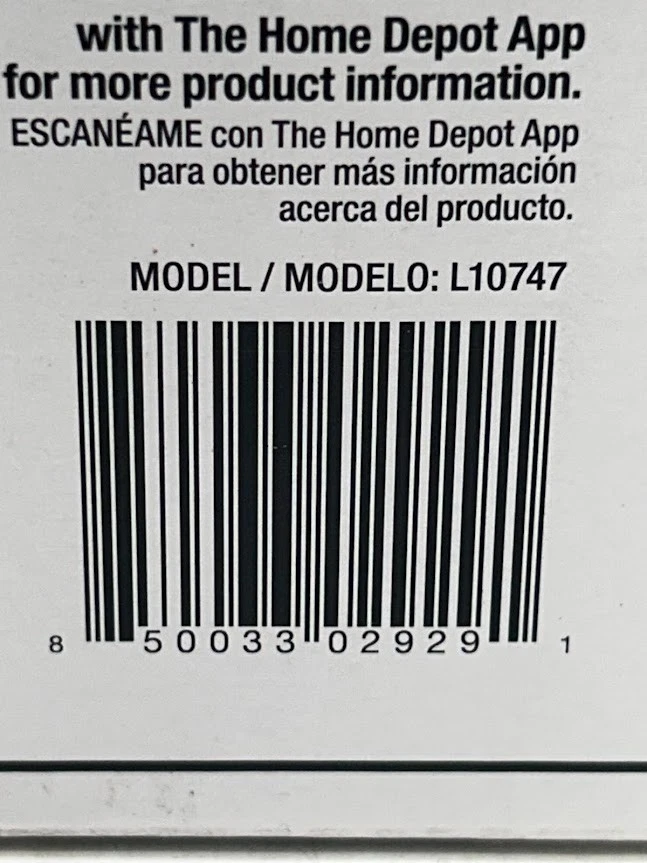 with The Home Depot App
for more product information.
ESCANÉAME con The Home Depot App
para obtener más información
acerca del producto.
MODEL / MODELO: L10747
8 50033 02929 1